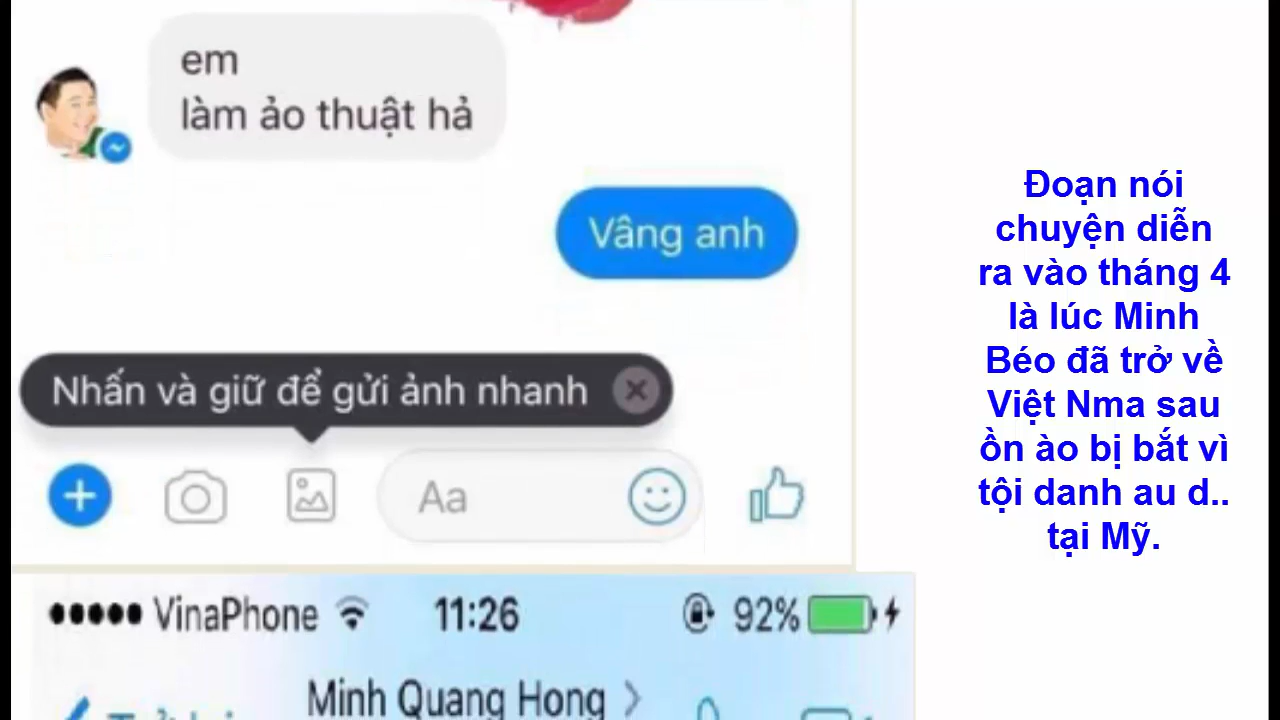 em
làm ảo thuật hả
Vâng anh
Nhấn và giữ để gửi ảnh nhanh
Aa
Đoạn nói
chuyện diễn
ra vào tháng 4
là lúc Minh
Béo đã trở về
Việt Nma sau
ồn ào bị bắt vì
tội danh au d..
tại Mỹ.
VinaPhone 11:26 92%
Minh Quang Hong